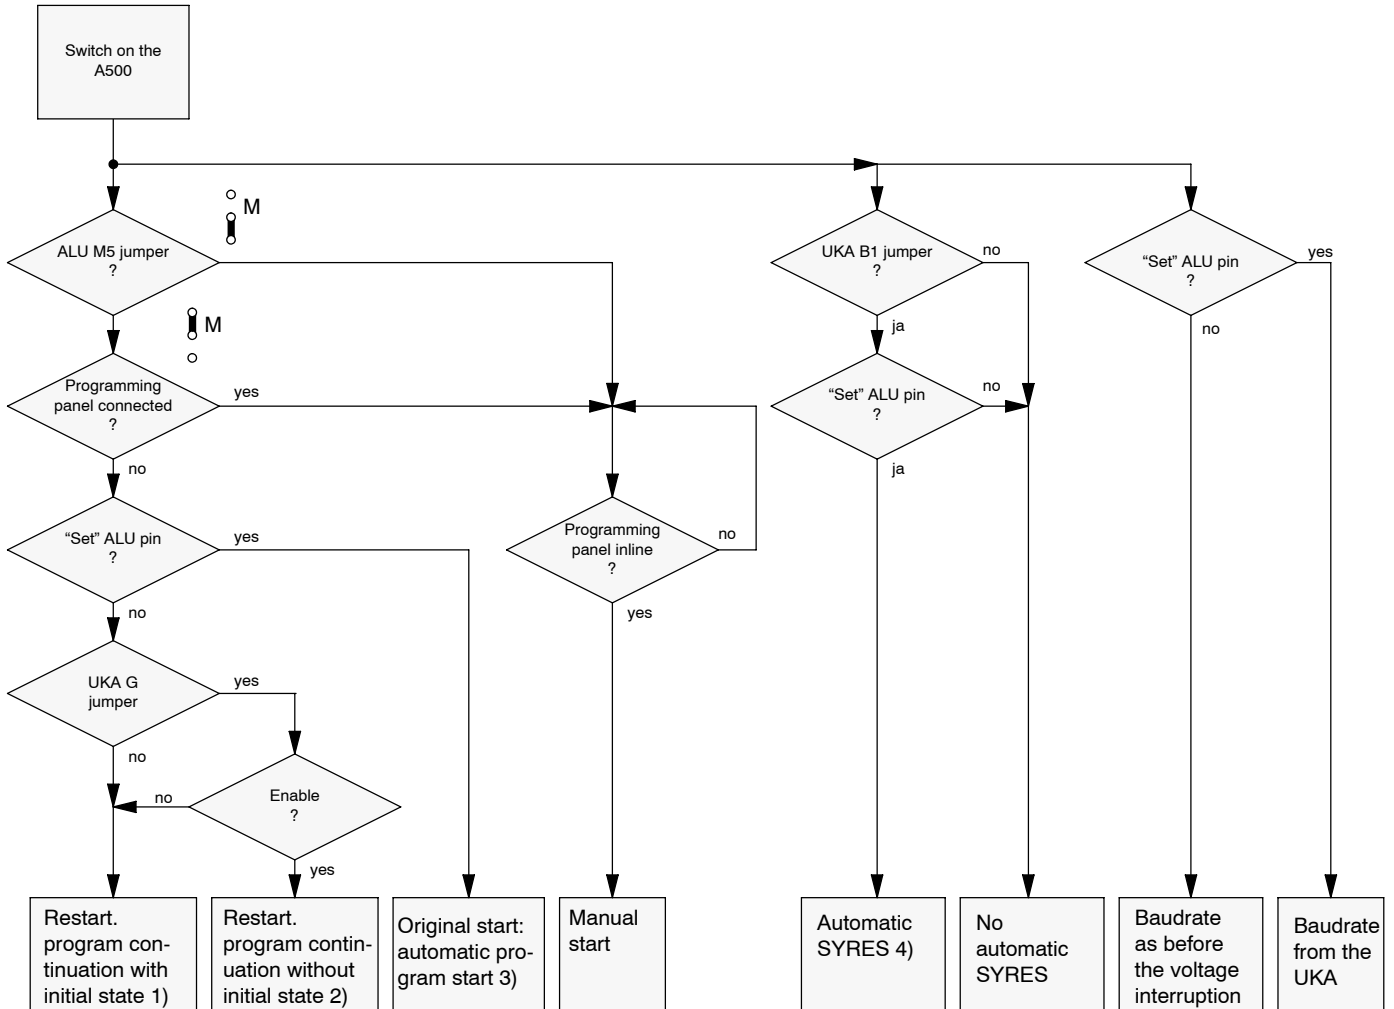 Switch on the
A500
M
ALU M5 jumper
?
UKA B1 jumper
?
no
"Set" ALU pin
?
yes
M
ja
no
Programming
panel connected
?
yes
"Set" ALU pin
?
no
no
ja
"Set" ALU pin
?
yes
Programming
panel inline
?
no
no
yes
UKA G
jumper
yes
no
Enable
?
no
yes
Restart.
program con-
tinuation with
initial state 1)
Restart.
program contin-
uation without
initial state 2)
Original start:
automatic pro-
gram start 3)
Manual
start
Automatic
SYRES 4)
No
automatic
SYRES
Baudrate
as before
the voltage
interruption
Baudrate
from the
UKA